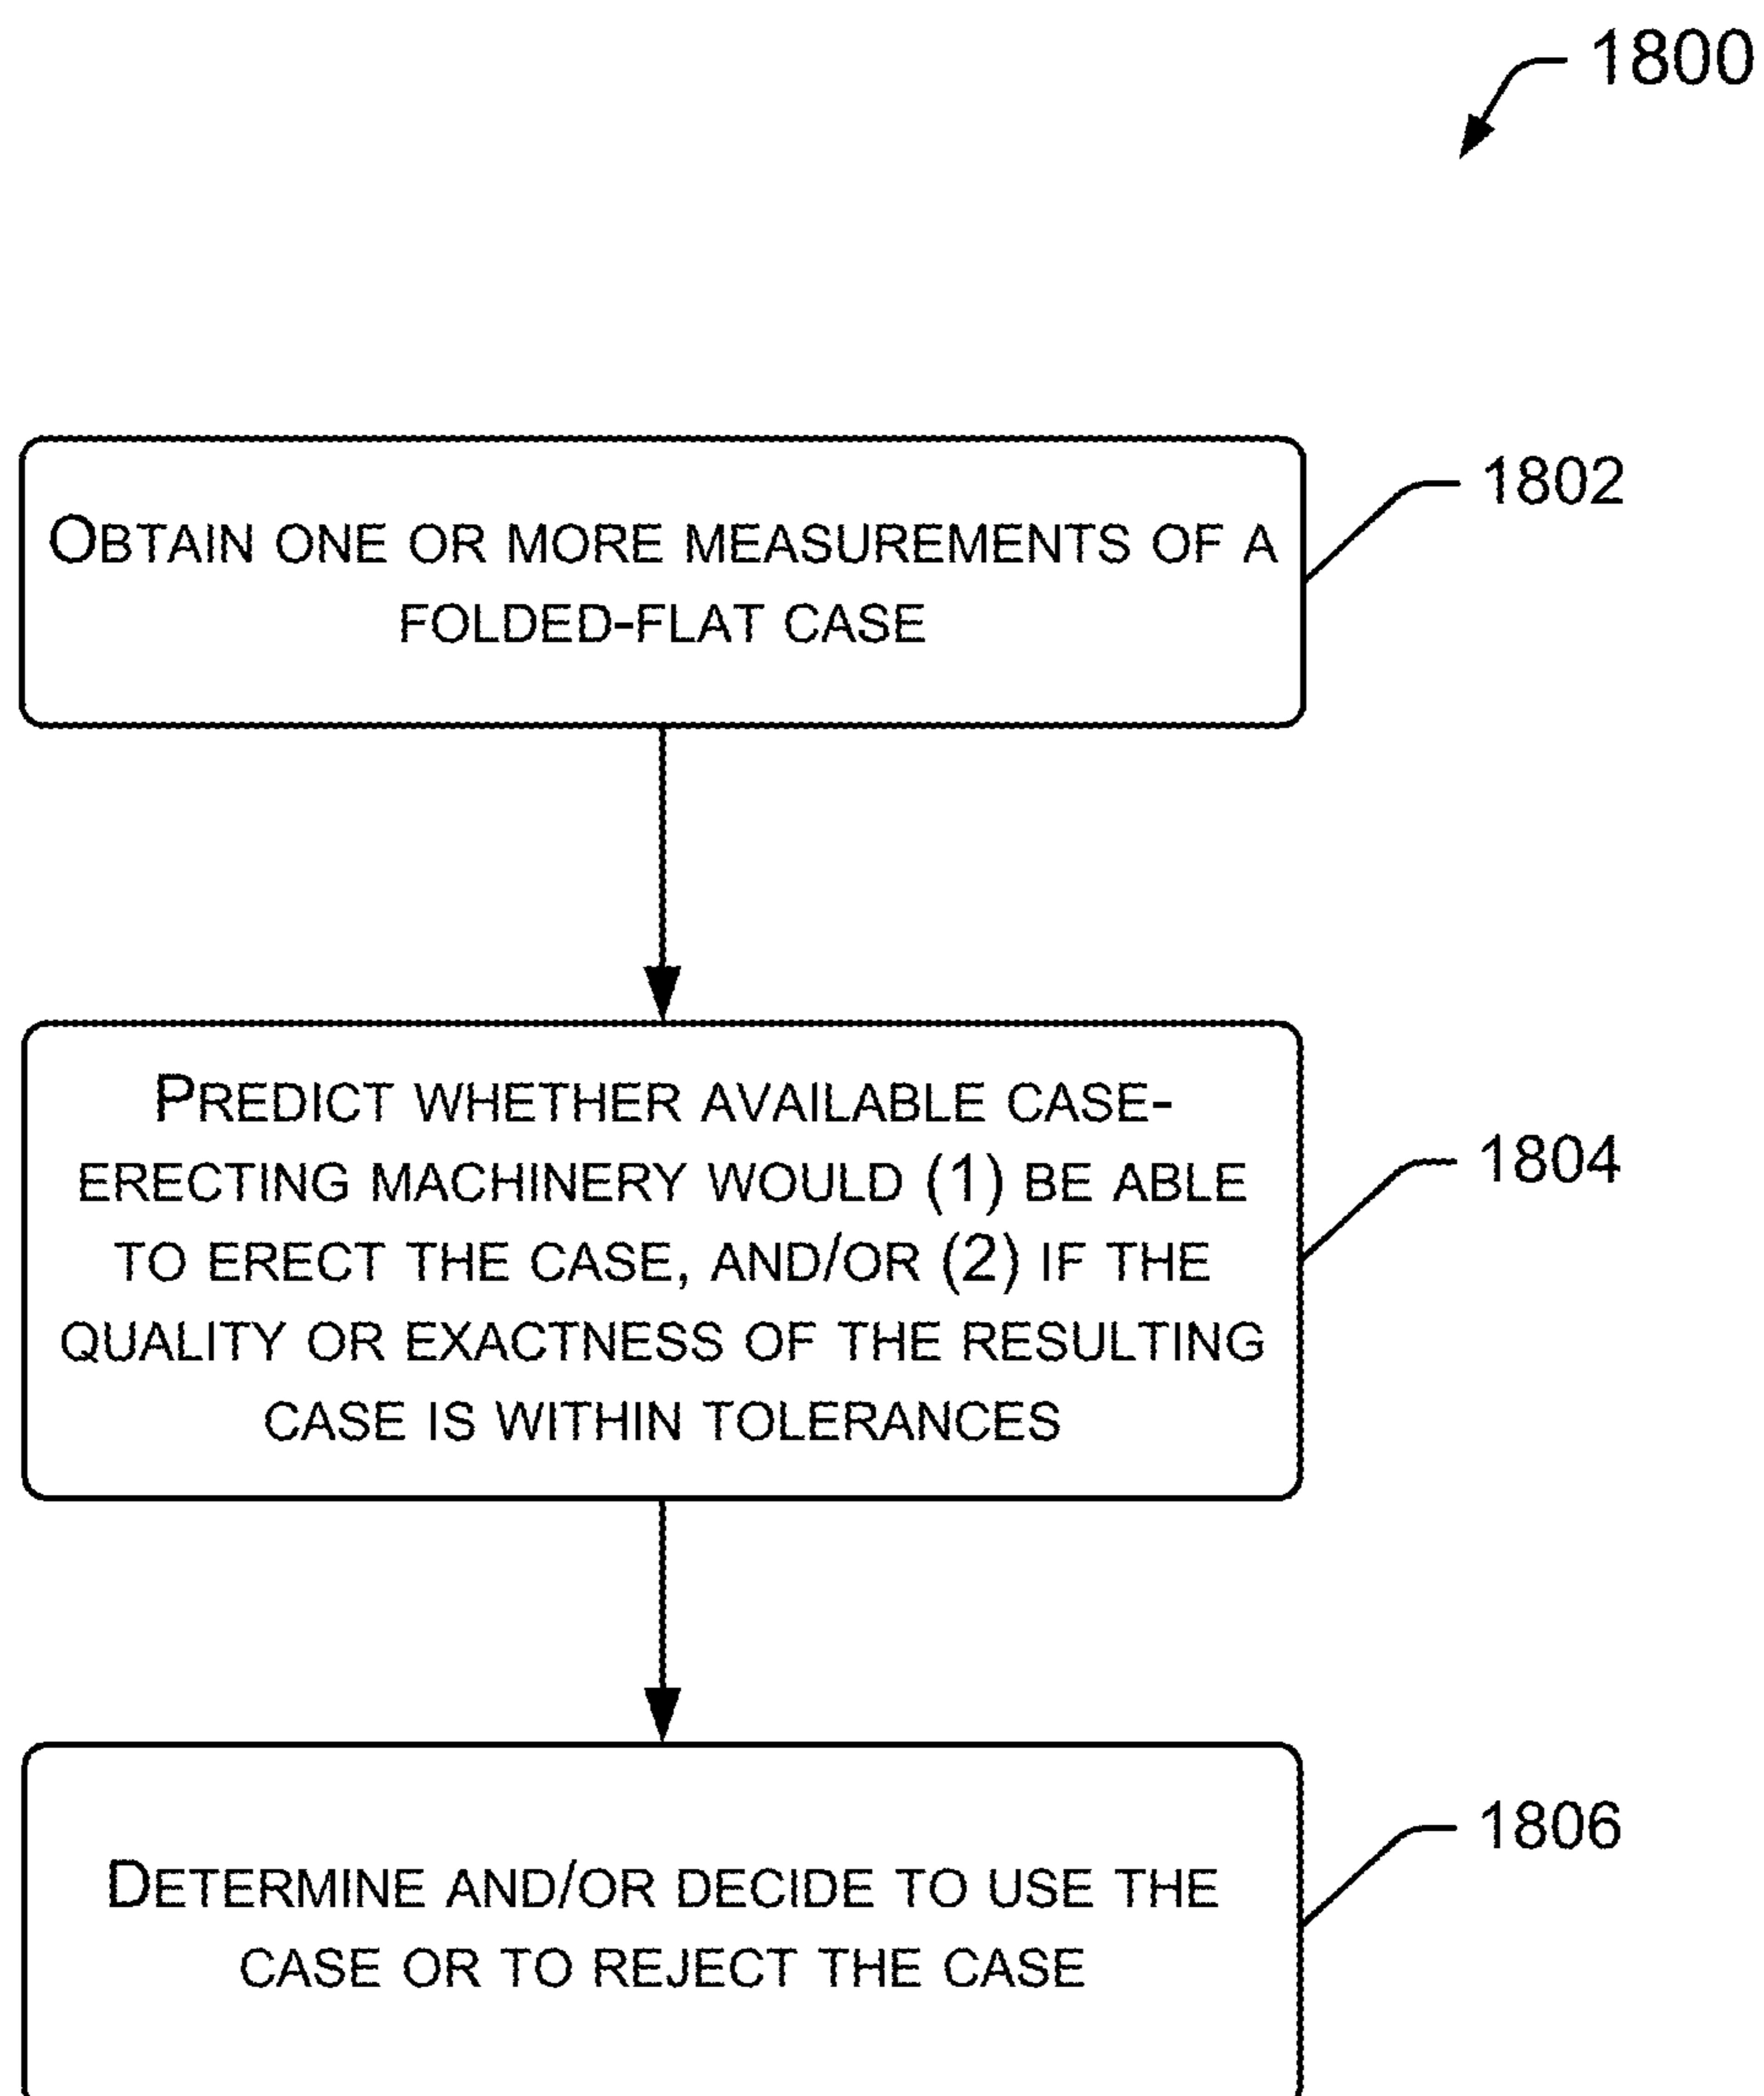 1800
OBTAIN ONE OR MORE MEASUREMENTS OF A
FOLDED-FLAT CASE
1802
PREDICT WHETHER AVAILABLE CASE-
ERECTING MACHINERY WOULD (1) BE ABLE
TO ERECT THE CASE, AND/OR (2) IF THE
QUALITY OR EXACTNESS OF THE RESULTING
CASE IS WITHIN TOLERANCES
1804
DETERMINE AND/OR DECIDE TO USE THE
CASE OR TO REJECT THE CASE
1806